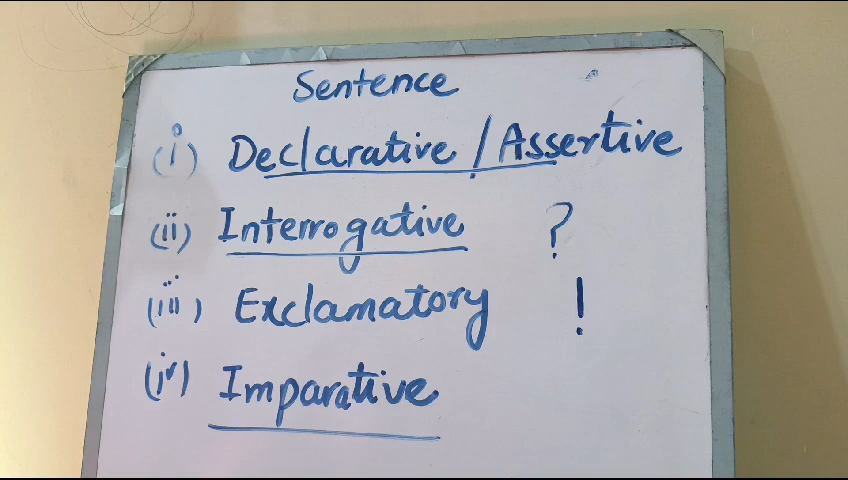 Sentence
(i) Declarative / Assertive
(ii) Interrogative ?
(iii) Exclamatory !
(iv) Imparative